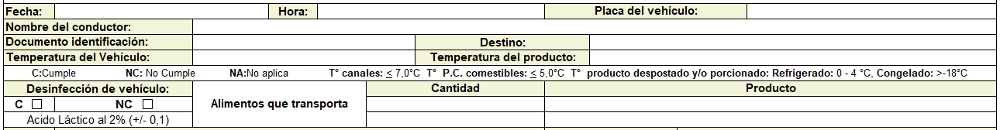 Fecha: Hora: Placa del vehículo:
Nombre del conductor:
Documento identificación: Destino:
Temperatura del Vehículo: Temperatura del producto:
C:Cumple NC: No Cumple NA:No aplica T° canales: ≤ 7,0°C T° P.C. comestibles: ≤ 5,0°C T° producto despostado y/o porcionado: Refrigerado: 0 - 4 °C, Congelado: >-18°C
Desinfección de vehículo: Alimentos que transporta Cantidad Producto
C ☐ NC ☐
Acido Láctico al 2% (+/- 0,1)